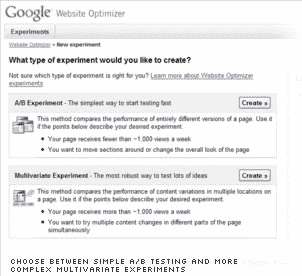 Google Website Optimizer
Experiments
Website Optimizer > New experiment
What type of experiment would you like to create?
Not sure which type of experiment is right for you? Learn more about Website Optimizer
experiments
A/B Experiment - The simplest way to start testing fast
Create »
This method compares the performance of entirely different versions of a page. Use it
if the points below describe your desired experiment.
• Your page receives fewer than ~1,000 views a week
• You want to move sections around or change the overall look of the page
Multivariate Experiment - The most robust way to test lots of ideas
Create »
This method compares the performance of content variations in multiple locations on
a page. Use it if the points below describe your desired experiment.
• Your page receives more than ~1,000 views a week
• You want to try multiple content changes in different parts of the page
simultaneously
CHOOSE BETWEEN SIMPLE A/B TESTING AND MORE
COMPLEX MULTIVARIATE EXPERIMENTS